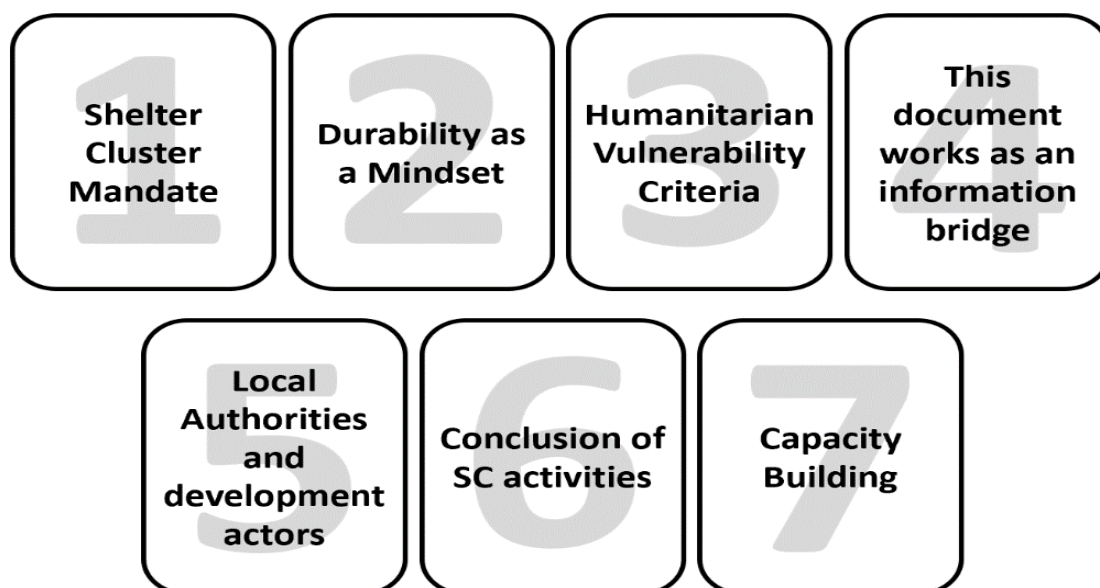 1
Shelter
Cluster
Mandate
2
Durability as
a Mindset
3
Humanitarian
Vulnerability
Criteria
4
This
document
works as an
information
bridge
5
Local
Authorities
and
development
actors
6
Conclusion of
SC activities
7
Capacity
Building